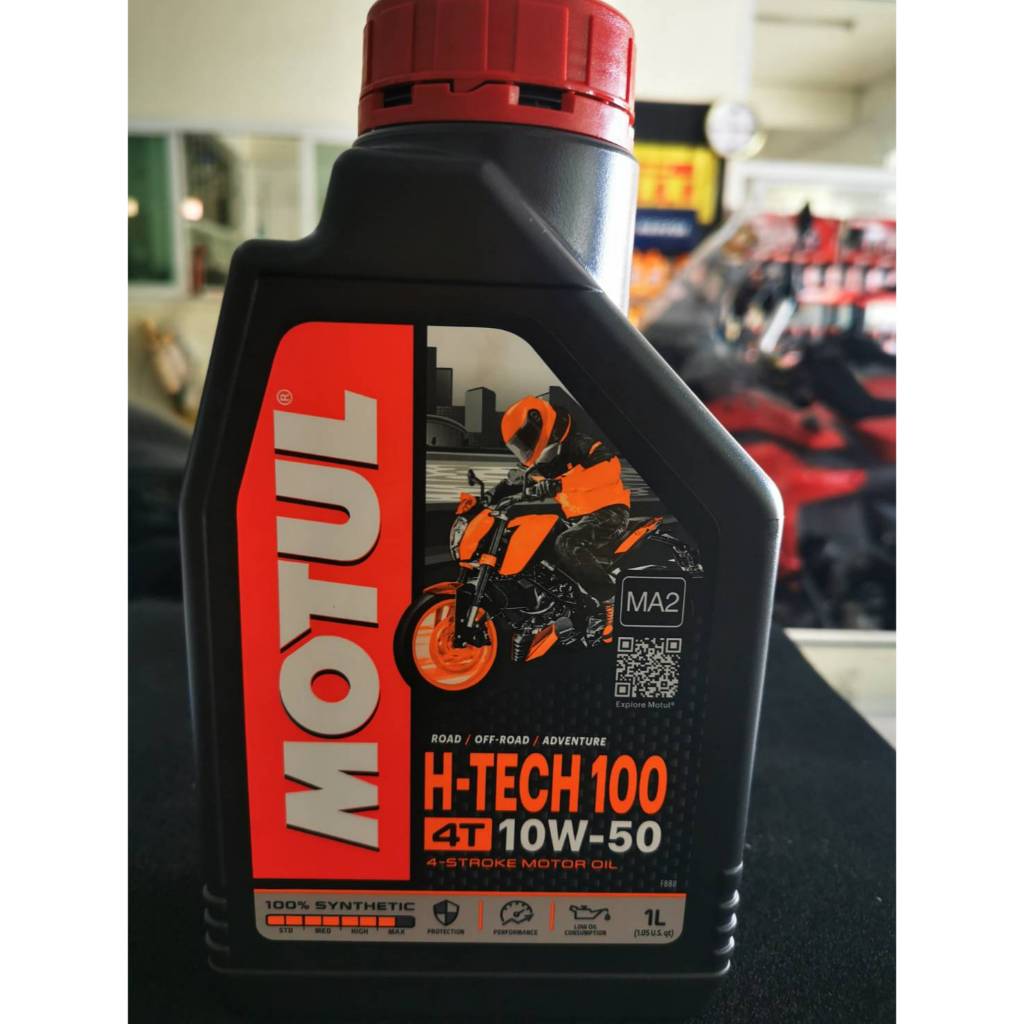 MOTUL®
MA2
Explore Motul®
ROAD / OFF-ROAD / ADVENTURE
H-TECH 100
4T 10W-50
4-STROKE MOTOR OIL
100% SYNTHETIC
STD MED HIGH MAX
PROTECTION
PERFORMANCE
LOW OIL
CONSUMPTION
1L
(1.05 U.S. qt)